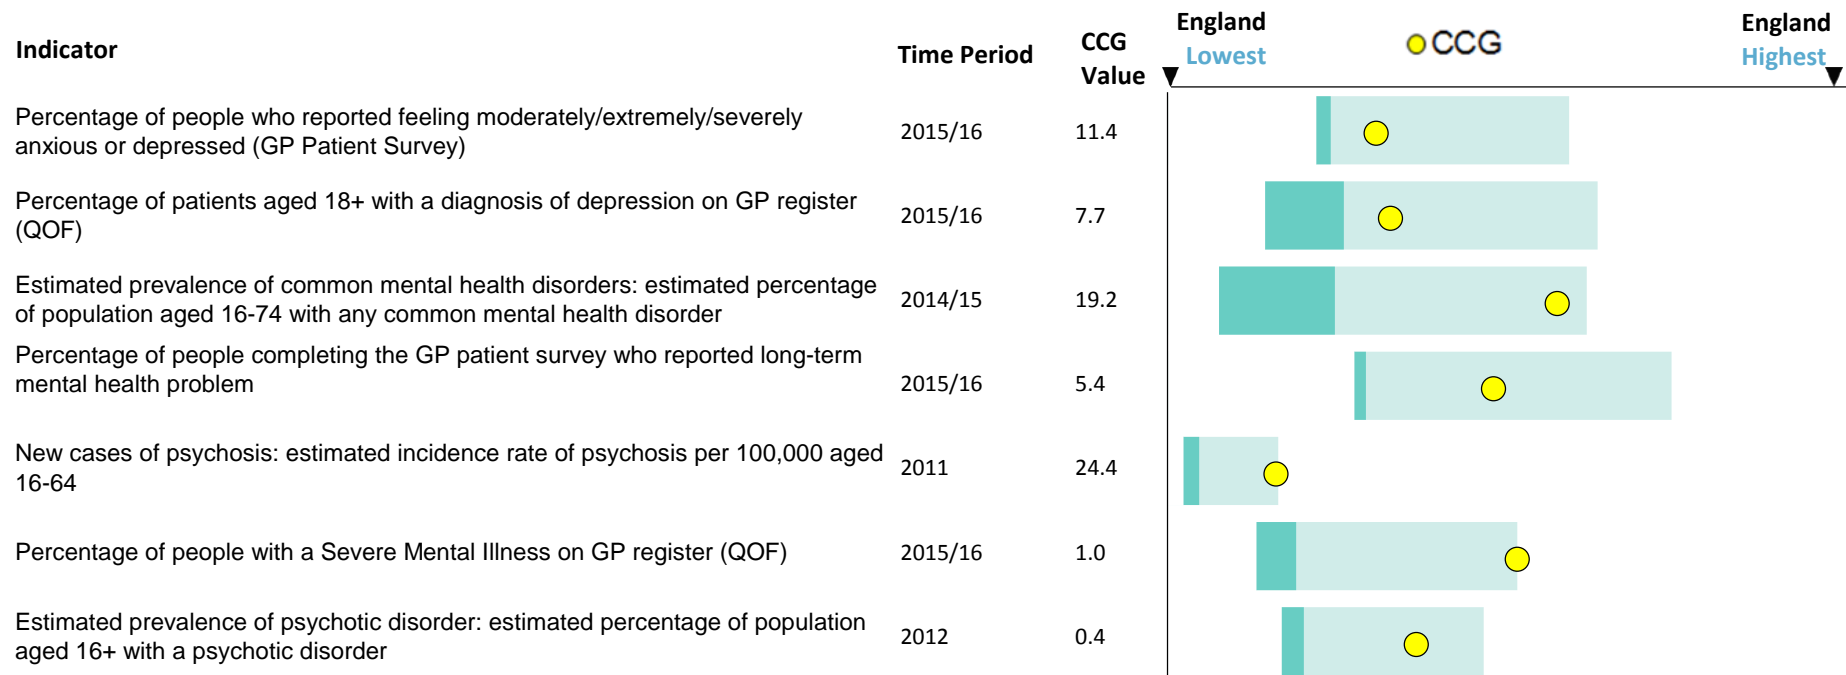 Indicator
Time Period
CCG
Value
England
Lowest
CCG
England
Highest
Percentage of people who reported feeling moderately/extremely/severely
anxious or depressed (GP Patient Survey)
2015/16
11.4
Percentage of patients aged 18+ with a diagnosis of depression on GP register
(QOF)
2015/16
7.7
Estimated prevalence of common mental health disorders: estimated percentage
of population aged 16-74 with any common mental health disorder
2014/15
19.2
Percentage of people completing the GP patient survey who reported long-term
mental health problem
2015/16
5.4
New cases of psychosis: estimated incidence rate of psychosis per 100,000 aged
16-64
2011
24.4
Percentage of people with a Severe Mental Illness on GP register (QOF)
2015/16
1.0
Estimated prevalence of psychotic disorder: estimated percentage of population
aged 16+ with a psychotic disorder
2012
0.4